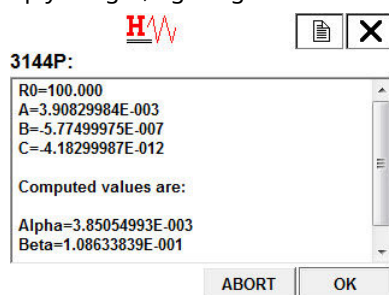 H
3144P:
R0=100.000
A=3.90829984E-003
B=-5.77499975E-007
C=-4.18299987E-012
Computed values are:
Alpha=3.85054993E-003
Beta=1.08633839E-001
ABORT OK